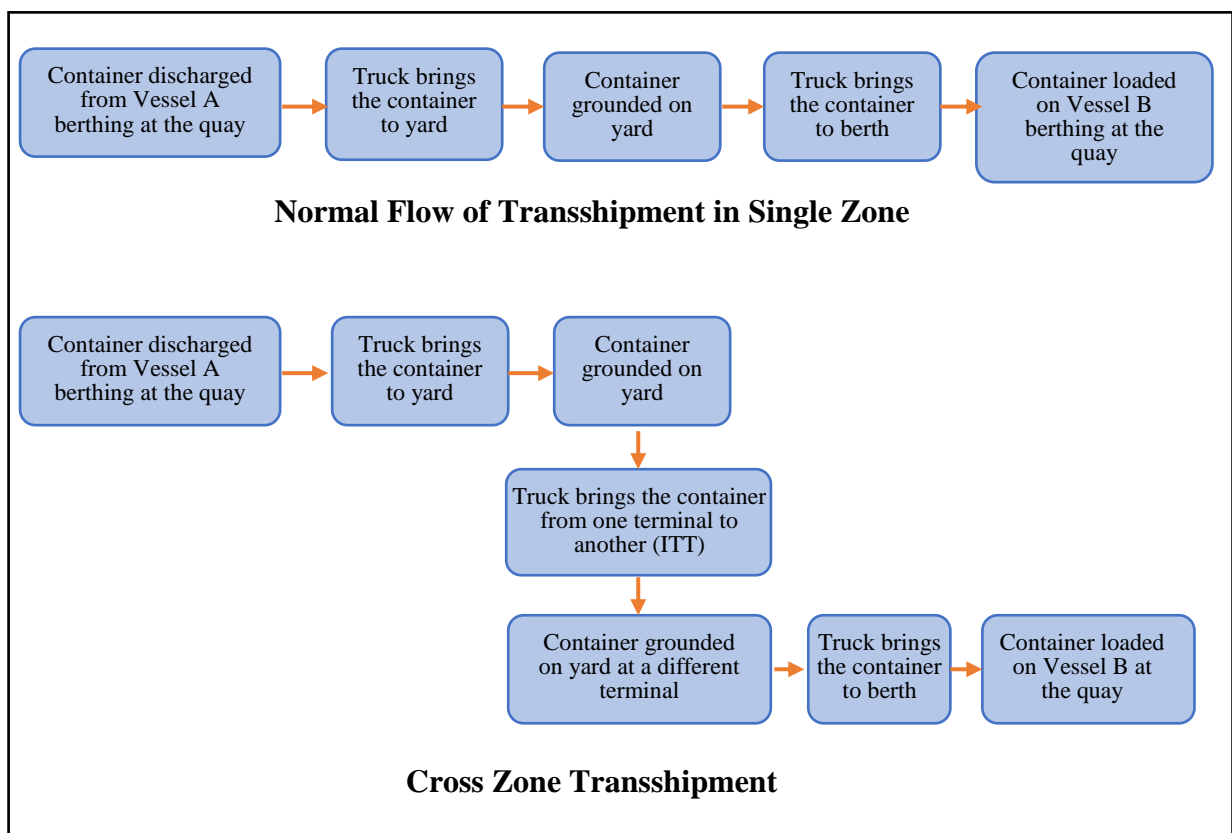 Container discharged
from Vessel A
berthing at the quay
Truck brings
the container
to yard
Container
grounded on
yard
Truck brings
the container
to berth
Container loaded
on Vessel B
berthing at the
quay
Normal Flow of Transshipment in Single Zone
Container discharged
from Vessel A
berthing at the quay
Truck brings
the container
to yard
Container
grounded on
yard
Truck brings the container
from one terminal to
another (ITT)
Container grounded
on yard at a different
terminal
Truck brings
the container
to berth
Container loaded
on Vessel B at
the quay
Cross Zone Transshipment